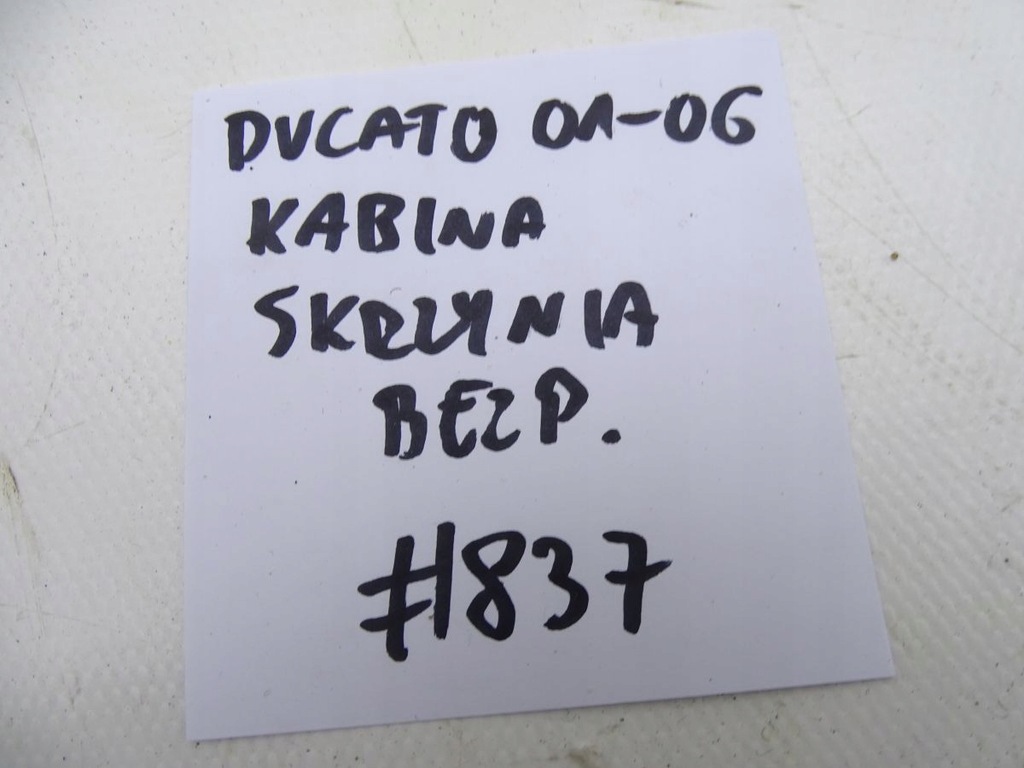 DUCATO 01-06
KABINA
SKRZYNIA
BEZP.
#837